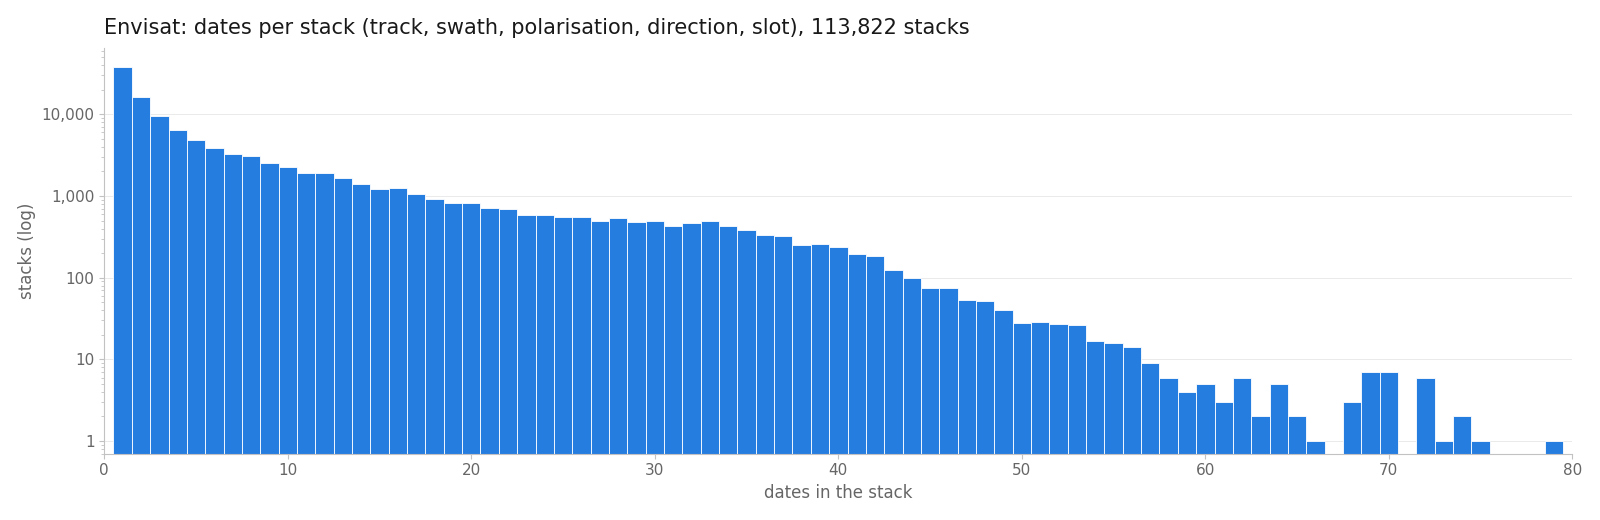 Envisat: dates per stack (track, swath, polarisation, direction, slot), 113,822 stacks
stacks (log)
10,000
1,000
100
10
1
0 10 20 30 40 50 60 70 80
dates in the stack